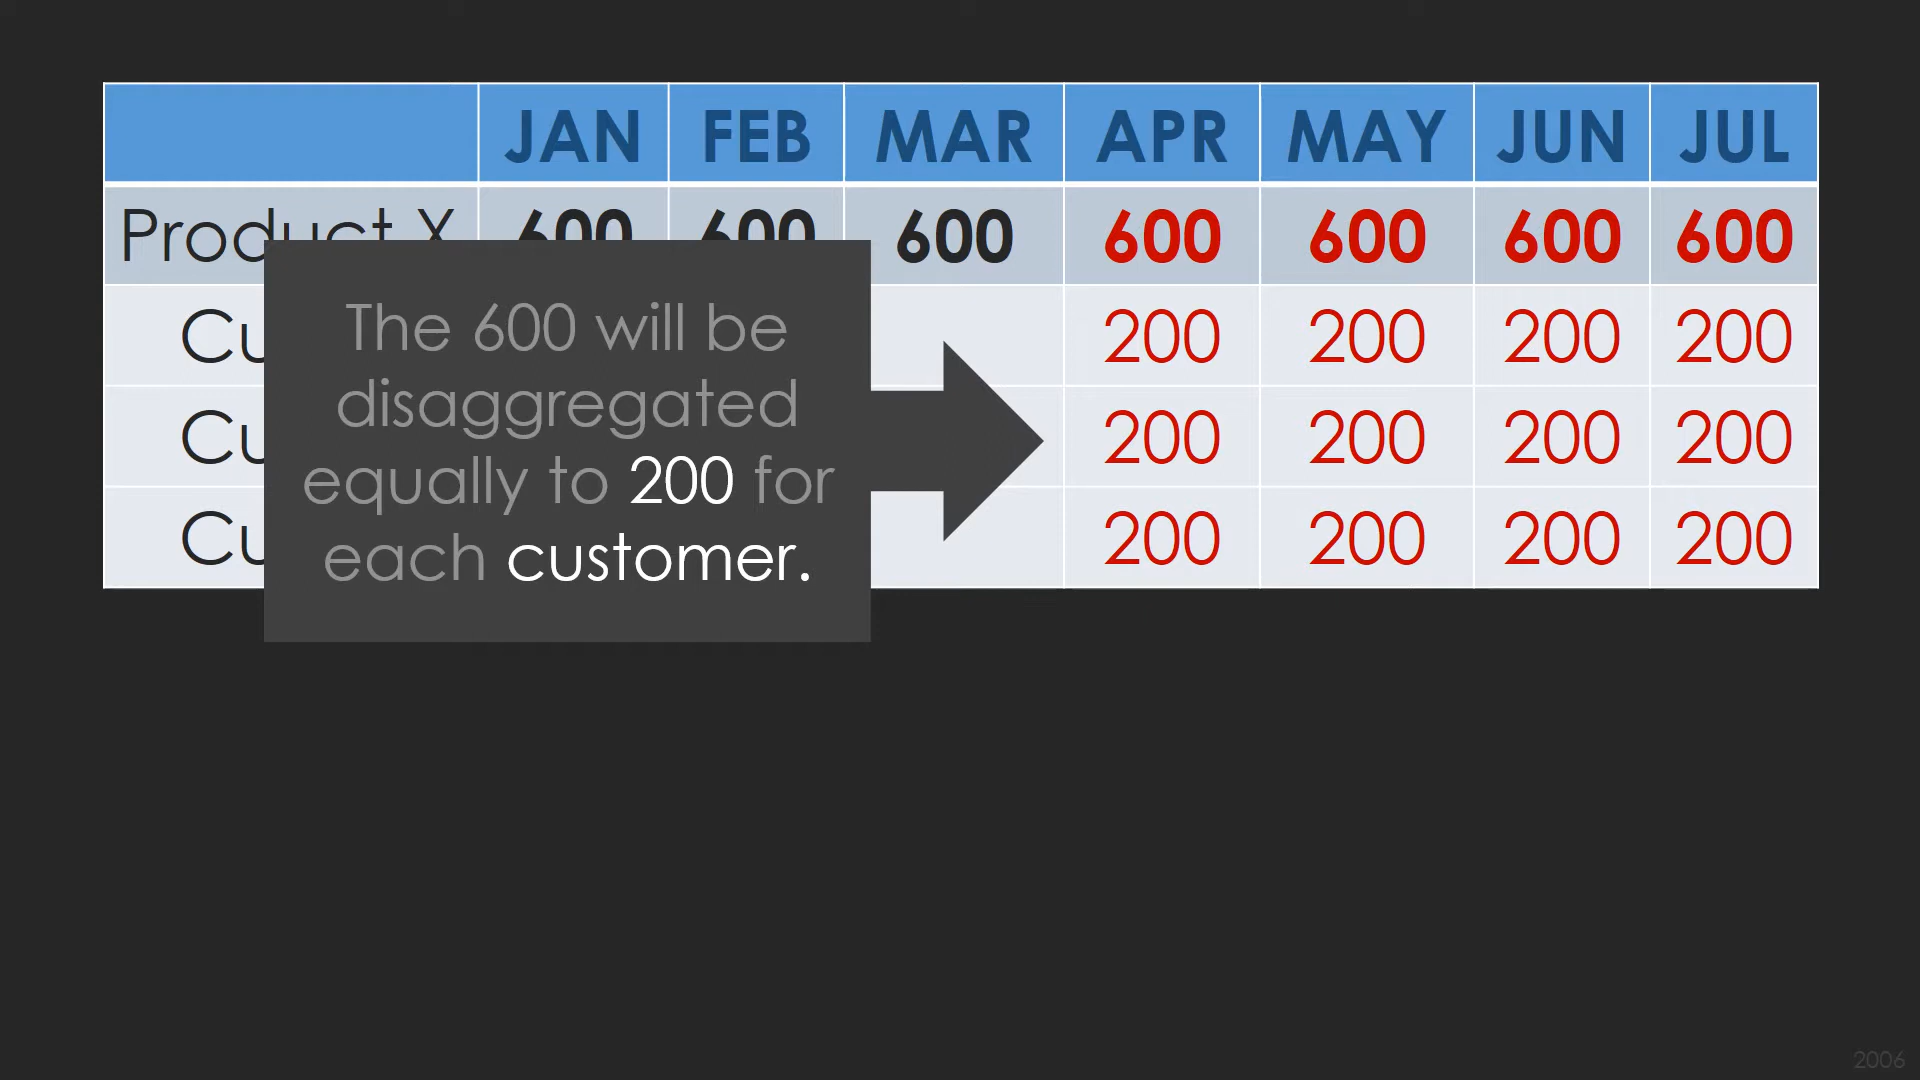 JAN FEB MAR APR MAY JUN JUL
Product X 600 600 600 600 600 600 600
Cu 200 200 200 200
Cu 200 200 200 200
Cu 200 200 200 200
The 600 will be
disaggregated
equally to 200 for
each customer.
2006